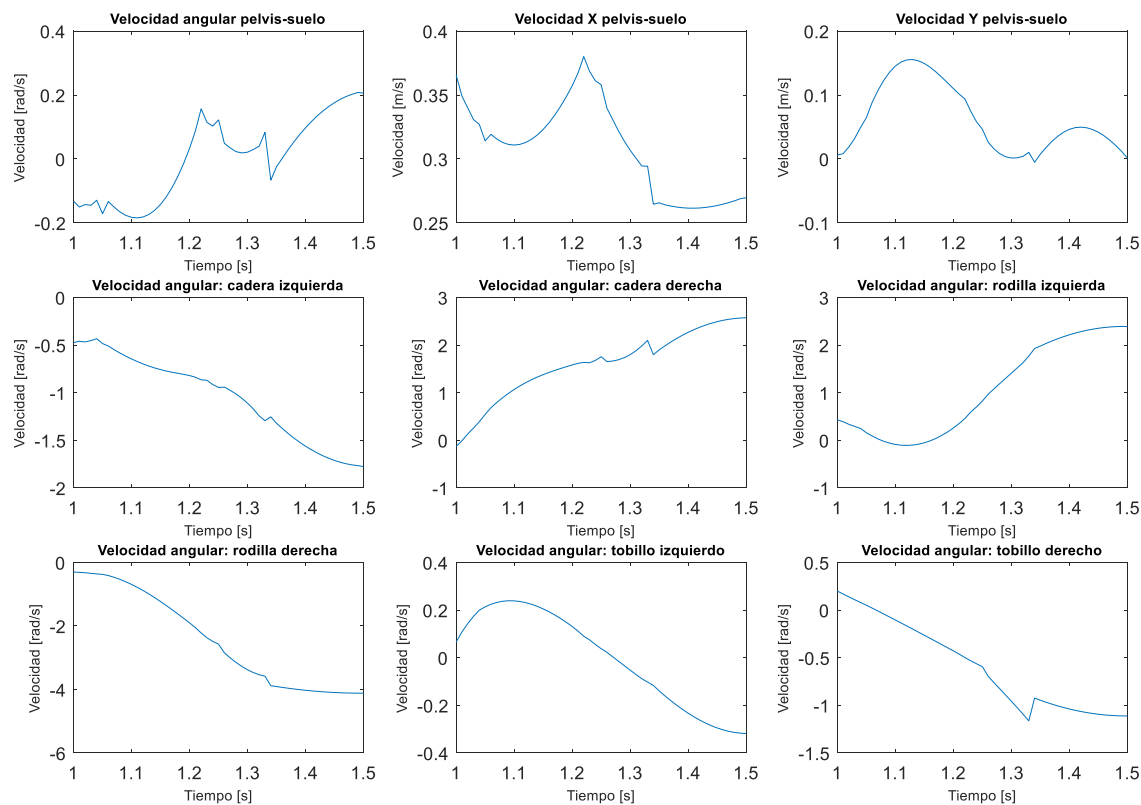 Velocidad angular pelvis-suelo
Velocidad [rad/s]
0.4
0.2
0
-0.2
1 1.1 1.2 1.3 1.4 1.5
Tiempo [s]
Velocidad X pelvis-suelo
Velocidad [m/s]
0.4
0.35
0.3
0.25
1 1.1 1.2 1.3 1.4 1.5
Tiempo [s]
Velocidad Y pelvis-suelo
Velocidad [m/s]
0.2
0.1
0
-0.1
1 1.1 1.2 1.3 1.4 1.5
Tiempo [s]
Velocidad angular: cadera izquierda
Velocidad [rad/s]
0
-0.5
-1
-1.5
-2
1 1.1 1.2 1.3 1.4 1.5
Tiempo [s]
Velocidad angular: cadera derecha
Velocidad [rad/s]
3
2
1
0
-1
1 1.1 1.2 1.3 1.4 1.5
Tiempo [s]
Velocidad angular: rodilla izquierda
Velocidad [rad/s]
3
2
1
0
-1
1 1.1 1.2 1.3 1.4 1.5
Tiempo [s]
Velocidad angular: rodilla derecha
Velocidad [rad/s]
0
-2
-4
-6
1 1.1 1.2 1.3 1.4 1.5
Tiempo [s]
Velocidad angular: tobillo izquierdo
Velocidad [rad/s]
0.4
0.2
0
-0.2
-0.4
1 1.1 1.2 1.3 1.4 1.5
Tiempo [s]
Velocidad angular: tobillo derecho
Velocidad [rad/s]
0.5
0
-0.5
-1
-1.5
1 1.1 1.2 1.3 1.4 1.5
Tiempo [s]